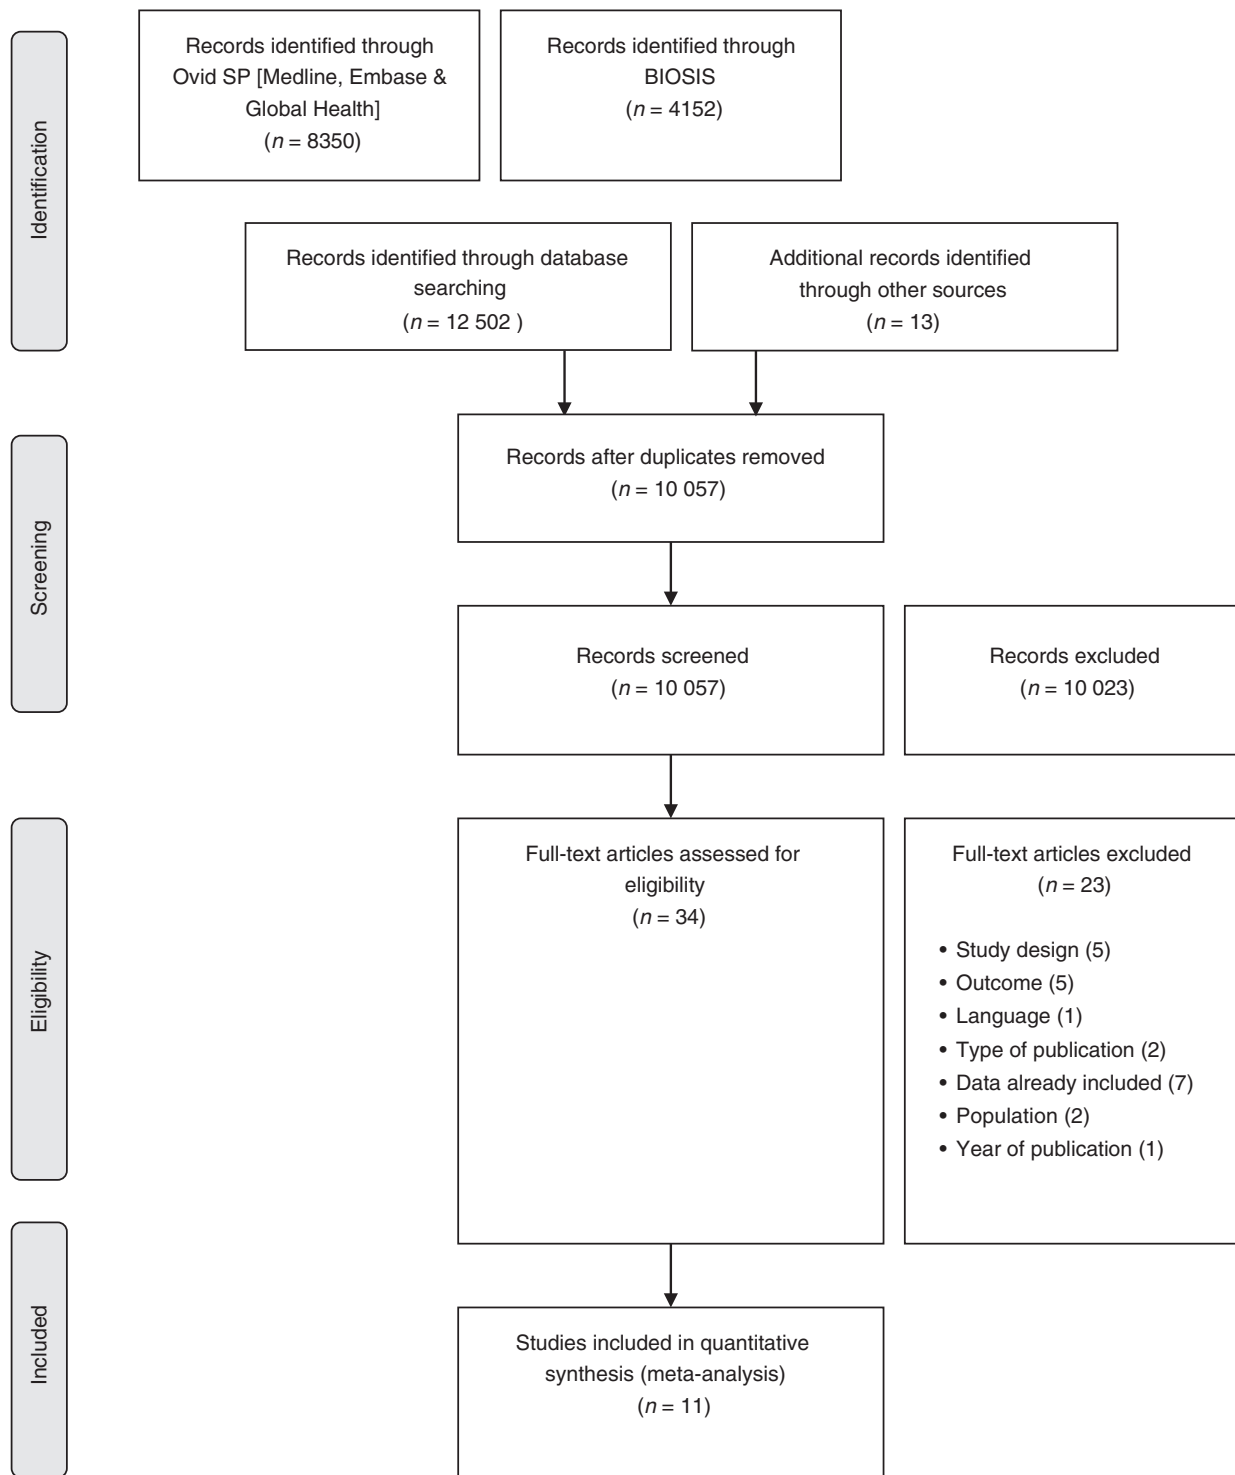 Identification
Records identified through
Ovid SP [Medline, Embase &
Global Health]
(n = 8350)
Records identified through
BIOSIS
(n = 4152)
Records identified through database
searching
(n = 12 502 )
Additional records identified
through other sources
(n = 13)
Screening
Records after duplicates removed
(n = 10 057)
Records screened
(n = 10 057)
Records excluded
(n = 10 023)
Eligibility
Full-text articles assessed for
eligibility
(n = 34)
Full-text articles excluded
(n = 23)
• Study design (5)
• Outcome (5)
• Language (1)
• Type of publication (2)
• Data already included (7)
• Population (2)
• Year of publication (1)
Included
Studies included in quantitative
synthesis (meta-analysis)
(n = 11)